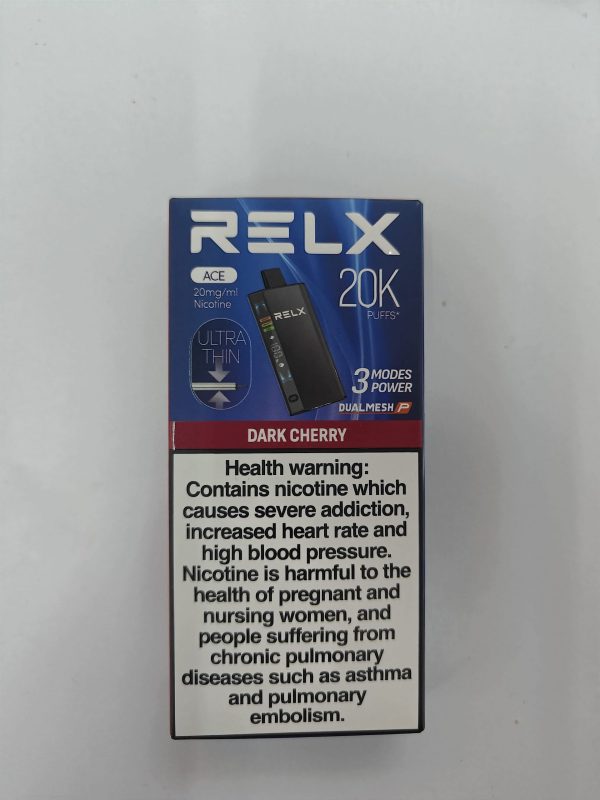 RELX
ACE
20mg/ml
Nicotine
20K
PUFFS*
RELX
ULTRA
THIN
3 MODES
POWER
DUALMESH
DARK CHERRY
Health warning:
Contains nicotine which
causes severe addiction,
increased heart rate and
high blood pressure.
Nicotine is harmful to the
health of pregnant and
nursing women, and
people suffering from
chronic pulmonary
diseases such as asthma
and pulmonary
embolism.